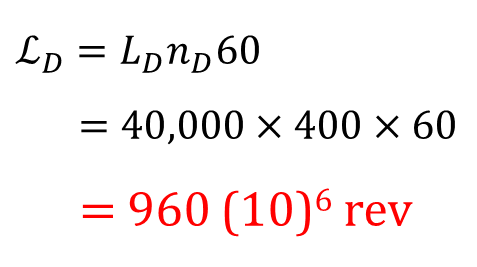 ℒ_D = L_D n_D 60
= 40,000 × 400 × 60
= 960 (10)⁶ rev